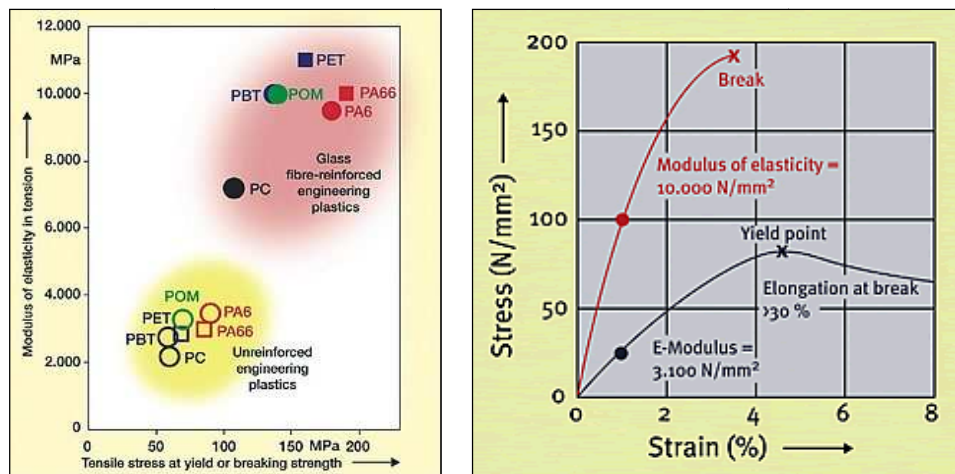 12.000
MPa
10.000
8.000
6.000
4.000
2.000
0
Modulus of elasticity in tension
PET
PBT
POM
PA66
PA6
Glass
fibre-reinforced
engineering
plastics
PC
POM
PET
PA6
PBT
PA66
PC
Unreinforced
engineering
plastics
0
50
100
150
MPa
200
Tensile stress at yield or breaking strength
200
150
100
50
0
Stress (N/mm²)
Break
Modulus of elasticity =
10.000 N/mm²
Yield point
Elongation at break
>30 %
E-Modulus =
3.100 N/mm²
0
2
4
6
8
Strain (%)